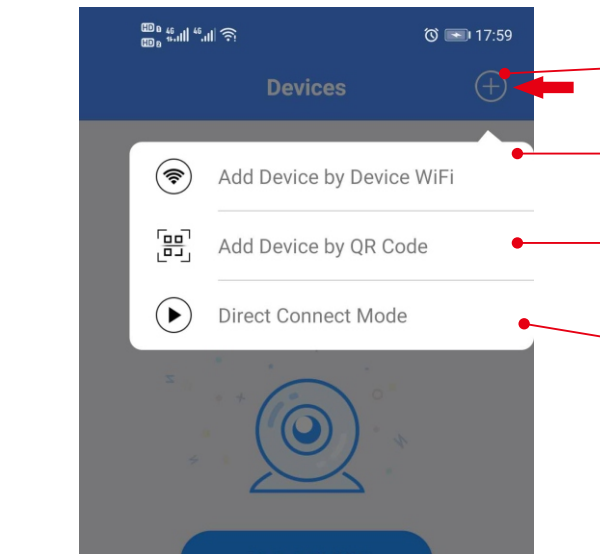 17:59
Devices
Add Device by Device WiFi
Add Device by QR Code
Direct Connect Mode